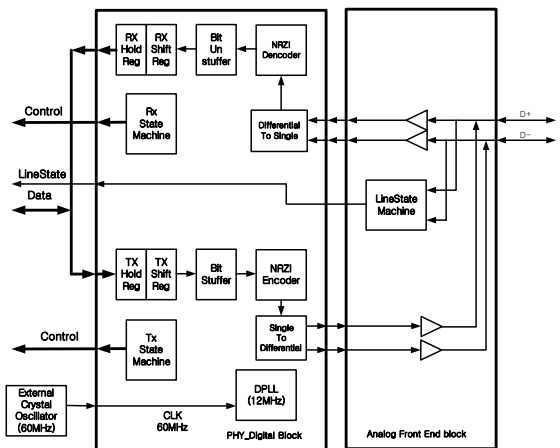 RX
Hold
Reg
RX
Shift
Reg
Bit
Un
stuffer
NRZI
Dencoder
Control
Rx
State
Machine
Differential
To Single
D+
D-
LineState
Data
LineState
Machine
TX
Hold
Reg
TX
Shift
Reg
Bit
Stuffer
NRZI
Encoder
Control
Tx
State
Machine
Single
To
Differential
External
Crystal
Oscillator
(60MHz)
CLK
60MHz
DPLL
(12MHz)
PHY_Digital Block
Analog Front End block